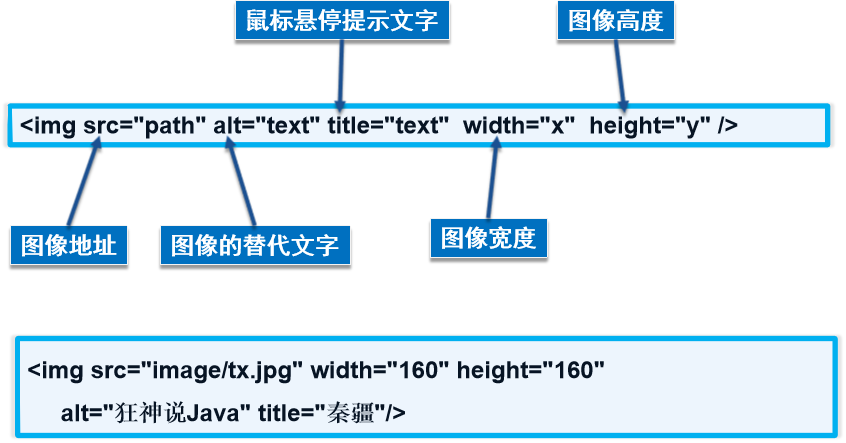 鼠标悬停提示文字
图像高度
<img src="path" alt="text" title="text"  width="x"  height="y" />
图像地址
图像的替代文字
图像宽度
<img src="image/tx.jpg" width="160" height="160"
alt="狂神说Java" title="秦疆"/>